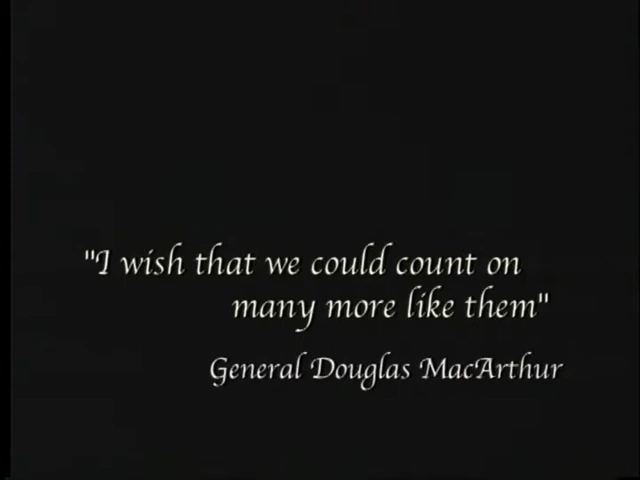 "I wish that we could count on
many more like them"
General Douglas MacArthur